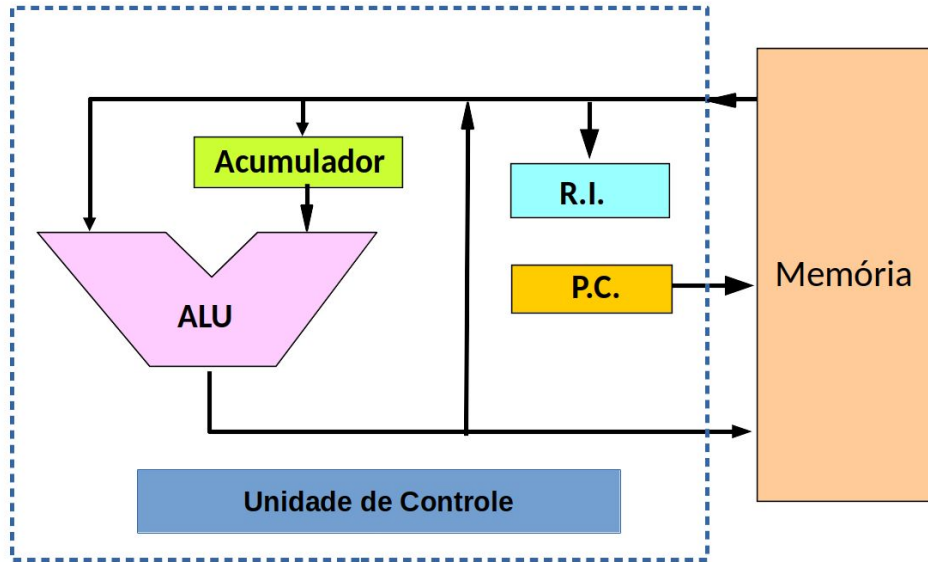 Acumulador
R.I.
P.C.
Memória
ALU
Unidade de Controle